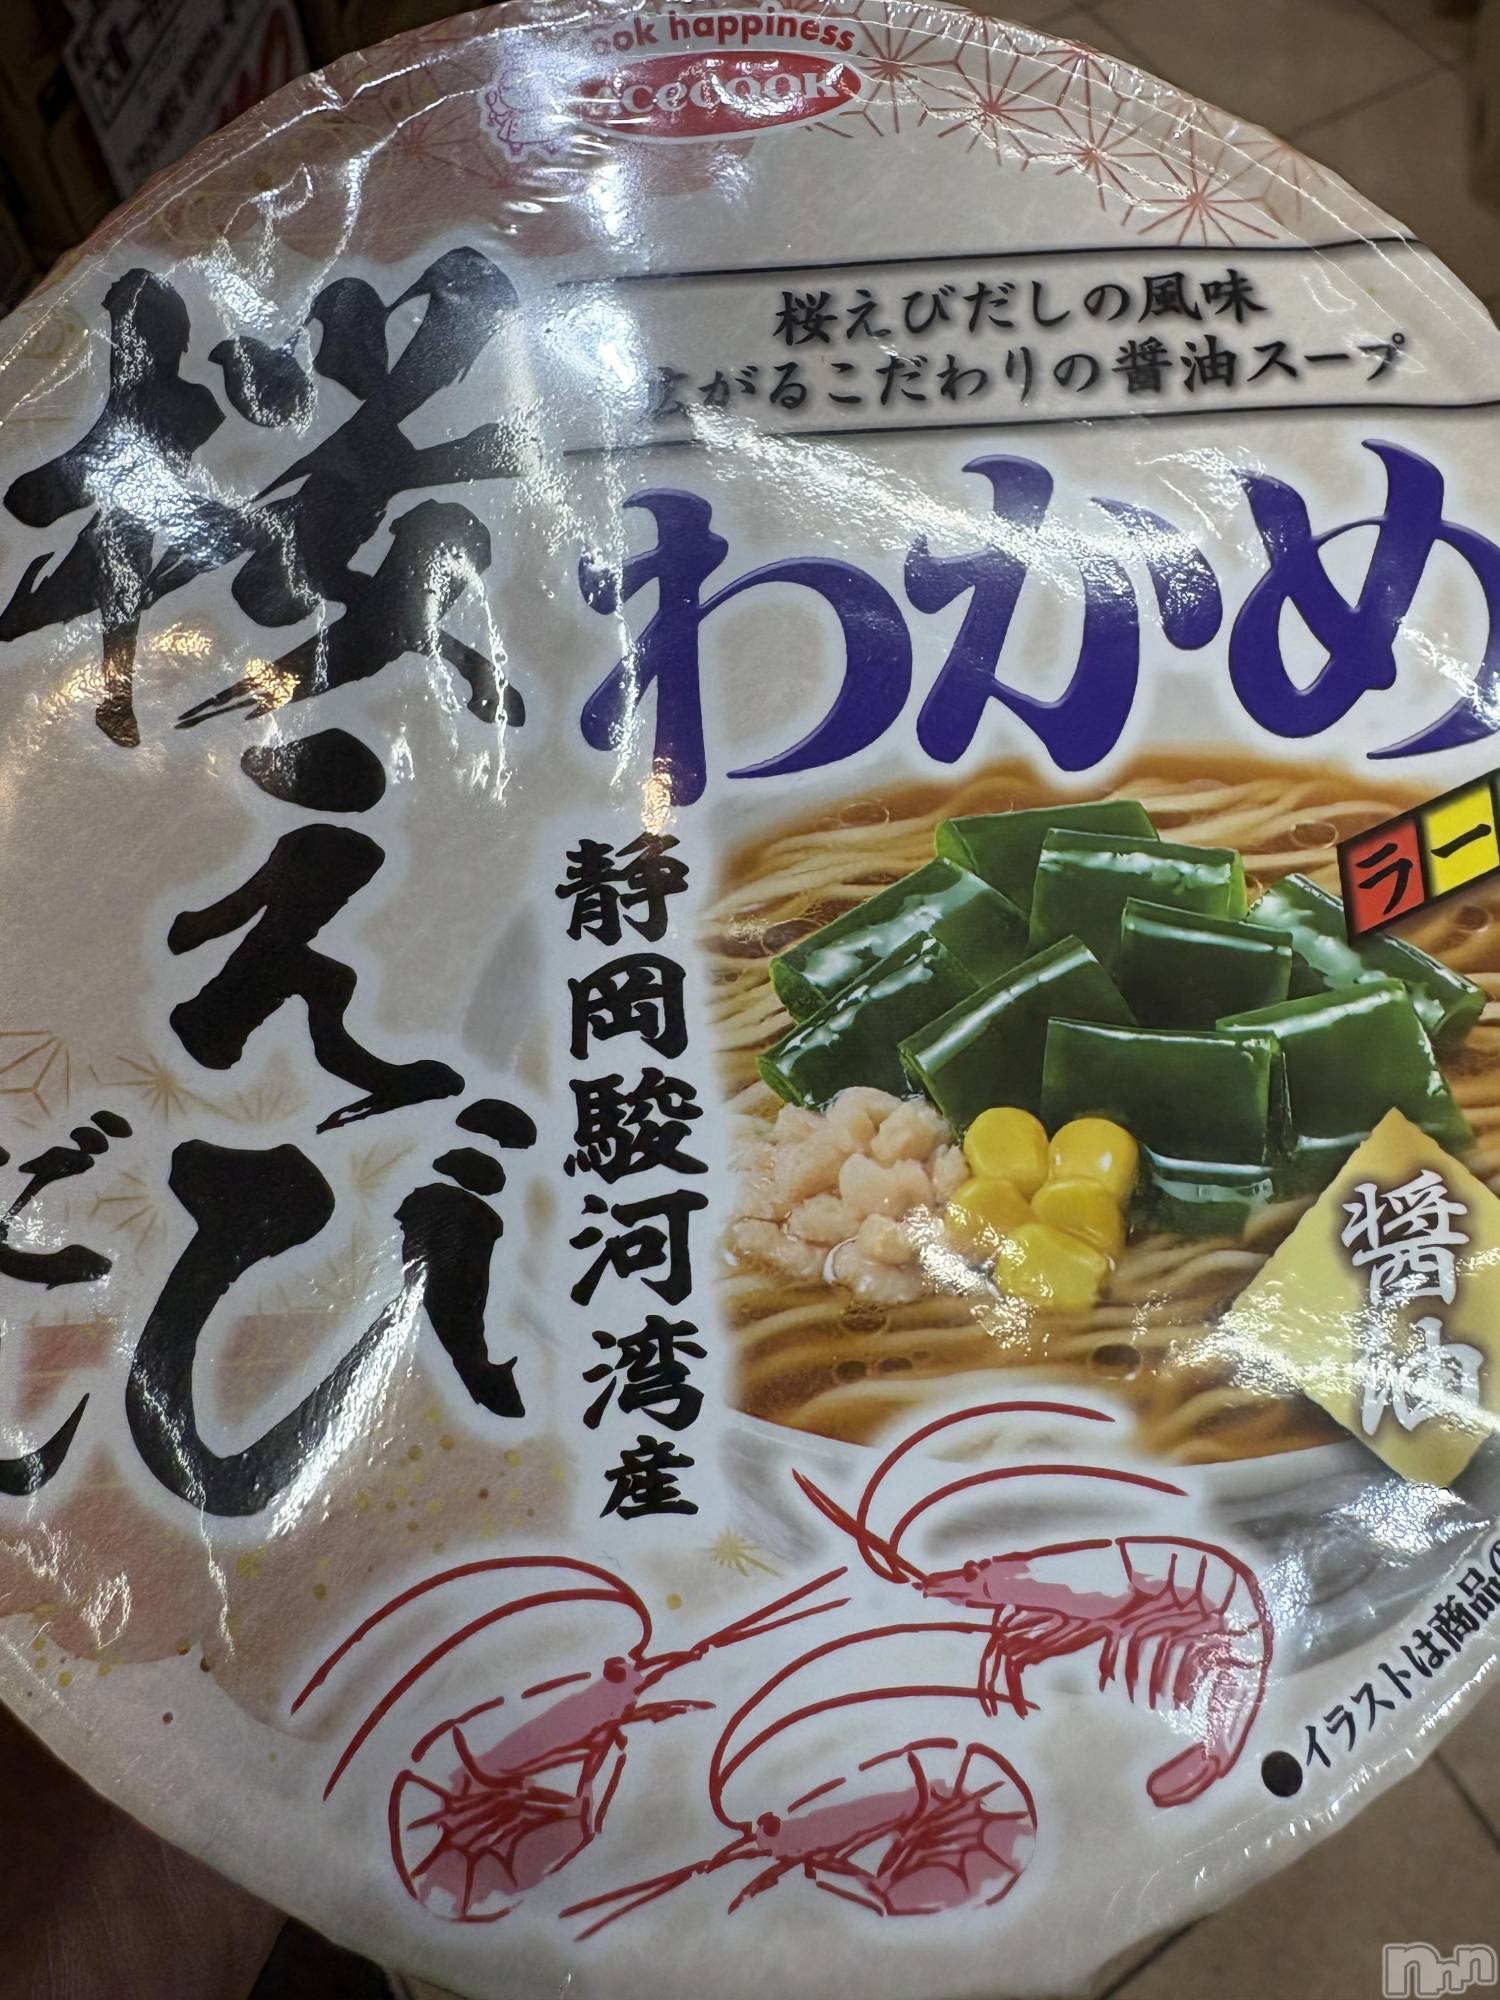 ook happiness
acecook
桜えびだしの風味
広がるこだわりの醤油スープ
わかめ
ラー
桜えび
だし
静岡駿河湾産
醤油
●イラストは商品の